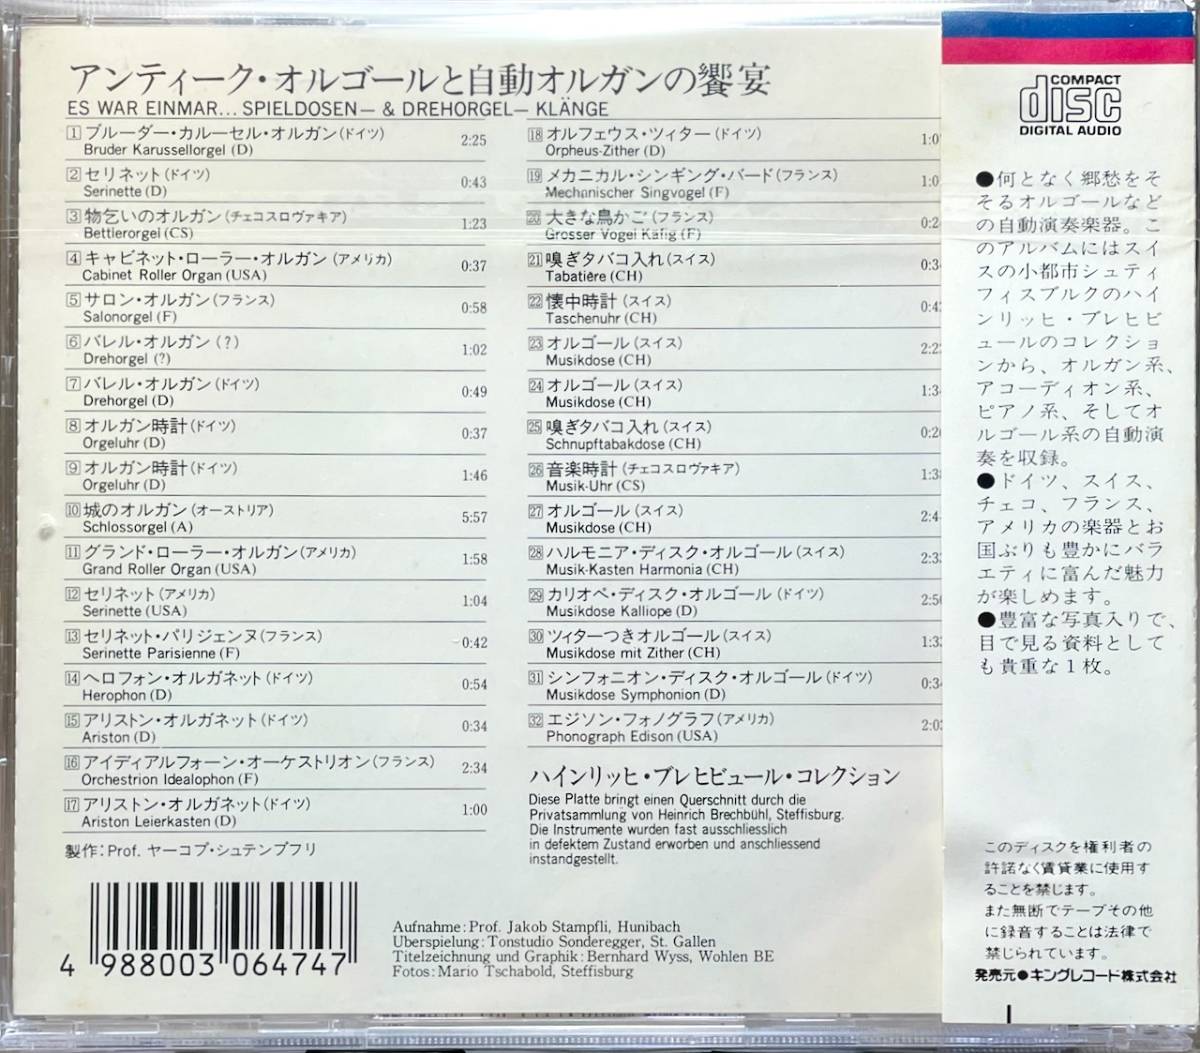 アンティーク・オルゴールと自動オルガンの饗宴
ES WAR EINMAR... SPIELDOSEN— & DREHORGEL— KLÄNGE
1 ブルーダー・カルーセル・オルガン(ドイツ) 2:25
Bruder Karussellorgel (D)
2 セリネット(ドイツ) 0:43
Serinette (D)
3 物乞いのオルガン(チェコスロヴァキア) 1:23
Bettlerorgel (CS)
4 キャビネット・ローラー・オルガン(アメリカ) 0:37
Cabinet Roller Organ (USA)
5 サロン・オルガン(フランス) 0:58
Salonorgel (F)
6 バレル・オルガン(?) 1:02
Drehorgel (?)
7 バレル・オルガン(ドイツ) 0:49
Drehorgel (D)
8 オルガン時計(ドイツ) 0:37
Orgeluhr (D)
9 オルガン時計(ドイツ) 1:46
Orgeluhr (D)
10 城のオルガン(オーストリア) 5:57
Schlossorgel (A)
11 グランド・ローラー・オルガン(アメリカ) 1:58
Grand Roller Organ (USA)
12 セリネット(アメリカ) 1:04
Serinette (USA)
13 セリネット・パリジェンヌ(フランス) 0:42
Serinette Parisienne (F)
14 ヘロフォン・オルガネット(ドイツ) 0:54
Herophon (D)
15 アリストン・オルガネット(ドイツ) 0:34
Ariston (D)
16 アイディアルフォーン・オーケストリオン(フランス) 2:34
Orchestrion Idealophon (F)
17 アリストン・オルガネット(ドイツ) 1:00
Ariston Leierkasten (D)
製作:Prof. ヤーコプ・シュテンプフリ
18 オルフェウス・ツィター(ドイツ)
Orpheus-Zither (D)
19 メカニカル・シンギング・バード(フランス)
Mechanischer Singvogel (F)
20 大きな鳥かご(フランス)
Grosser Vogel Käfig (F)
21 嗅ぎタバコ入れ(スイス)
Tabatière (CH)
22 懐中時計(スイス)
Taschenuhr (CH)
23 オルゴール(スイス)
Musikdose (CH)
24 オルゴール(スイス)
Musikdose (CH)
25 嗅ぎタバコ入れ(スイス)
Schnupftabakdose (CH)
26 音楽時計(チェコスロヴァキア)
Musik-Uhr (CS)
27 オルゴール(スイス)
Musikdose (CH)
28 ハルモニア・ディスク・オルゴール(スイス)
Musik-Kasten Harmonia (CH)
29 カリオペ・ディスク・オルゴール(ドイツ)
Musikdose Kalliope (D)
30 ツィターつきオルゴール(スイス)
Musikdose mit Zither (CH)
31 シンフォニオン・ディスク・オルゴール(ドイツ)
Musikdose Symphonion (D)
32 エジソン・フォノグラフ(アメリカ)
Phonograph Edison (USA)
ハインリッヒ・ブレヒビュール・コレクション
Diese Platte bringt einen Querschnitt durch die
Privatsammlung von Heinrich Brechbühl, Steffisburg.
Die Instrumente wurden fast ausschliesslich
in defektem Zustand erworben und anschliessend
instandgestellt.
Aufnahme: Prof. Jakob Stampfli, Hunibach
Uberspielung: Tonstudio Sonderegger, St. Gallen
Titelzeichnung und Graphik: Bernhard Wyss, Wohlen BE
Fotos: Mario Tschabold, Steffisburg
4 988003 064747
COMPACT
disc
DIGITAL AUDIO
●何となく郷愁をそ
そるオルゴールなど
の自動演奏楽器。こ
のアルバムにはスイ
スの小都市シュティ
フィスブルクのハイ
ンリッヒ・ブレヒビ
ュールのコレクショ
ンから、オルガン系、
アコーディオン系、
ピアノ系、そしてオ
ルゴール系の自動演
奏を収録。
●ドイツ、スイス、
チェコ、フランス、
アメリカの楽器とお
国ぶりも豊かにバラ
エティに富んだ魅力
が楽しめます。
●豊富な写真入りで、
目で見る資料として
も貴重な1枚。
このディスクを権利者の
許諾なく賃貸業に使用す
ることを禁じます。
また無断でテープその他
に録音することは法律で
禁じられています。
発売元●キングレコード株式会社